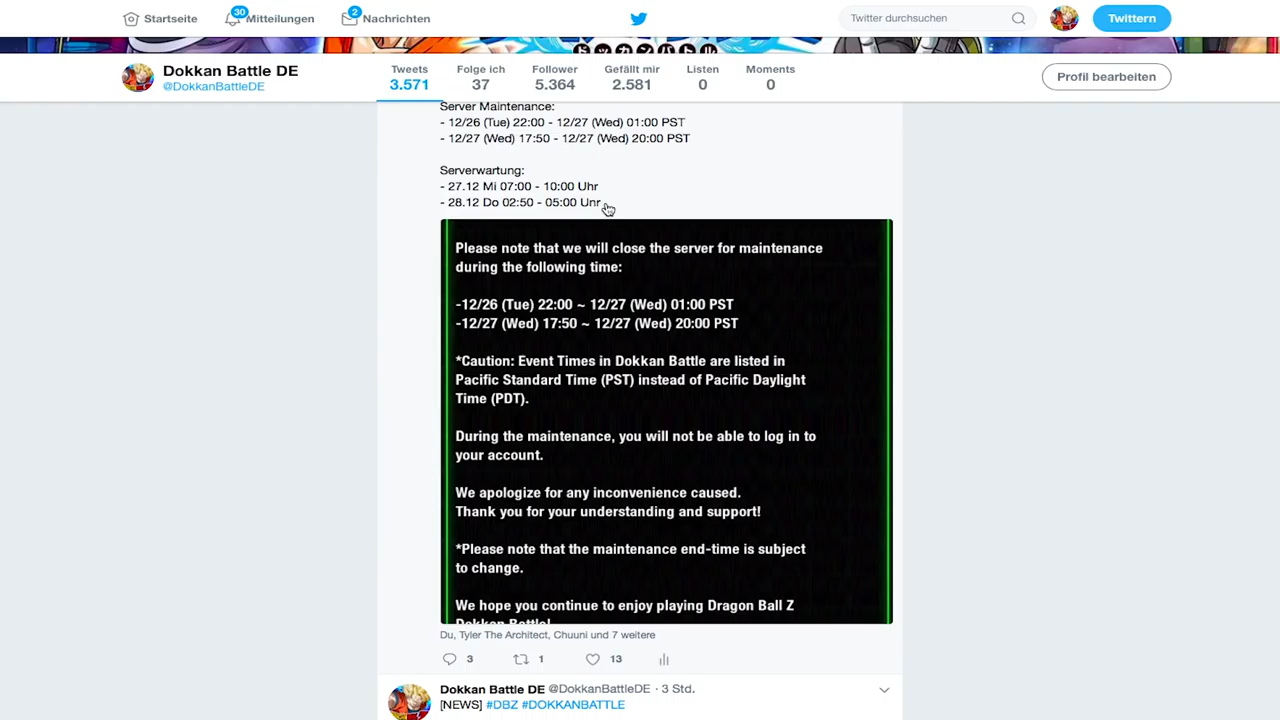 Startseite
30
Mitteilungen
2
Nachrichten
Twitter durchsuchen
Twittern
ドッカンバトル
Dokkan Battle DE
@DokkanBattleDE
Tweets
3.571
Folge ich
37
Follower
5.364
Gefällt mir
2.581
Listen
0
Moments
0
Profil bearbeiten
Server Maintenance:
- 12/26 (Tue) 22:00 - 12/27 (Wed) 01:00 PST
- 12/27 (Wed) 17:50 - 12/27 (Wed) 20:00 PST
Serverwartung:
- 27.12 Mi 07:00 - 10:00 Uhr
- 28.12 Do 02:50 - 05:00 Uhr
Please note that we will close the server for maintenance
during the following time:
-12/26 (Tue) 22:00 ~ 12/27 (Wed) 01:00 PST
-12/27 (Wed) 17:50 ~ 12/27 (Wed) 20:00 PST
*Caution: Event Times in Dokkan Battle are listed in
Pacific Standard Time (PST) instead of Pacific Daylight
Time (PDT).
During the maintenance, you will not be able to log in to
your account.
We apologize for any inconvenience caused.
Thank you for your understanding and support!
*Please note that the maintenance end-time is subject
to change.
We hope you continue to enjoy playing Dragon Ball Z
Dokkan Battle!
Du, Tyler The Architect, Chuuni und 7 weitere
3
1
13
Dokkan Battle DE @DokkanBattleDE · 3 Std.
[NEWS] #DBZ #DOKKANBATTLE